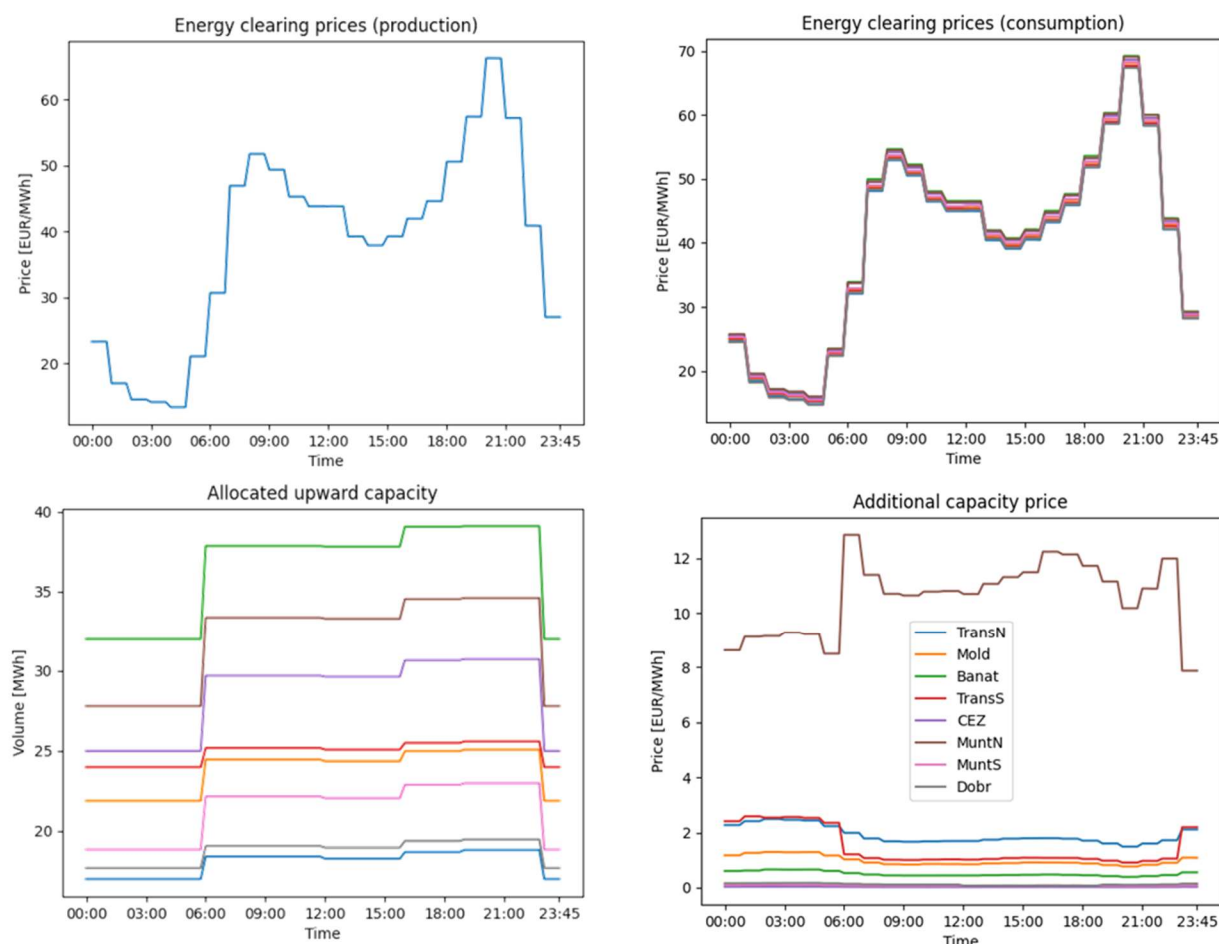 Energy clearing prices (production)
Price [EUR/MWh]
60
50
40
30
20
00:00 03:00 06:00 09:00 12:00 15:00 18:00 21:00 23:45
Time
Energy clearing prices (consumption)
Price [EUR/MWh]
70
60
50
40
30
20
00:00 03:00 06:00 09:00 12:00 15:00 18:00 21:00 23:45
Time
Allocated upward capacity
Volume [MWh]
40
35
30
25
20
00:00 03:00 06:00 09:00 12:00 15:00 18:00 21:00 23:45
Time
Additional capacity price
Price [EUR/MWh]
12
10
8
6
4
2
0
TransN
Mold
Banat
TransS
CEZ
MuntN
MuntS
Dobr
00:00 03:00 06:00 09:00 12:00 15:00 18:00 21:00 23:45
Time